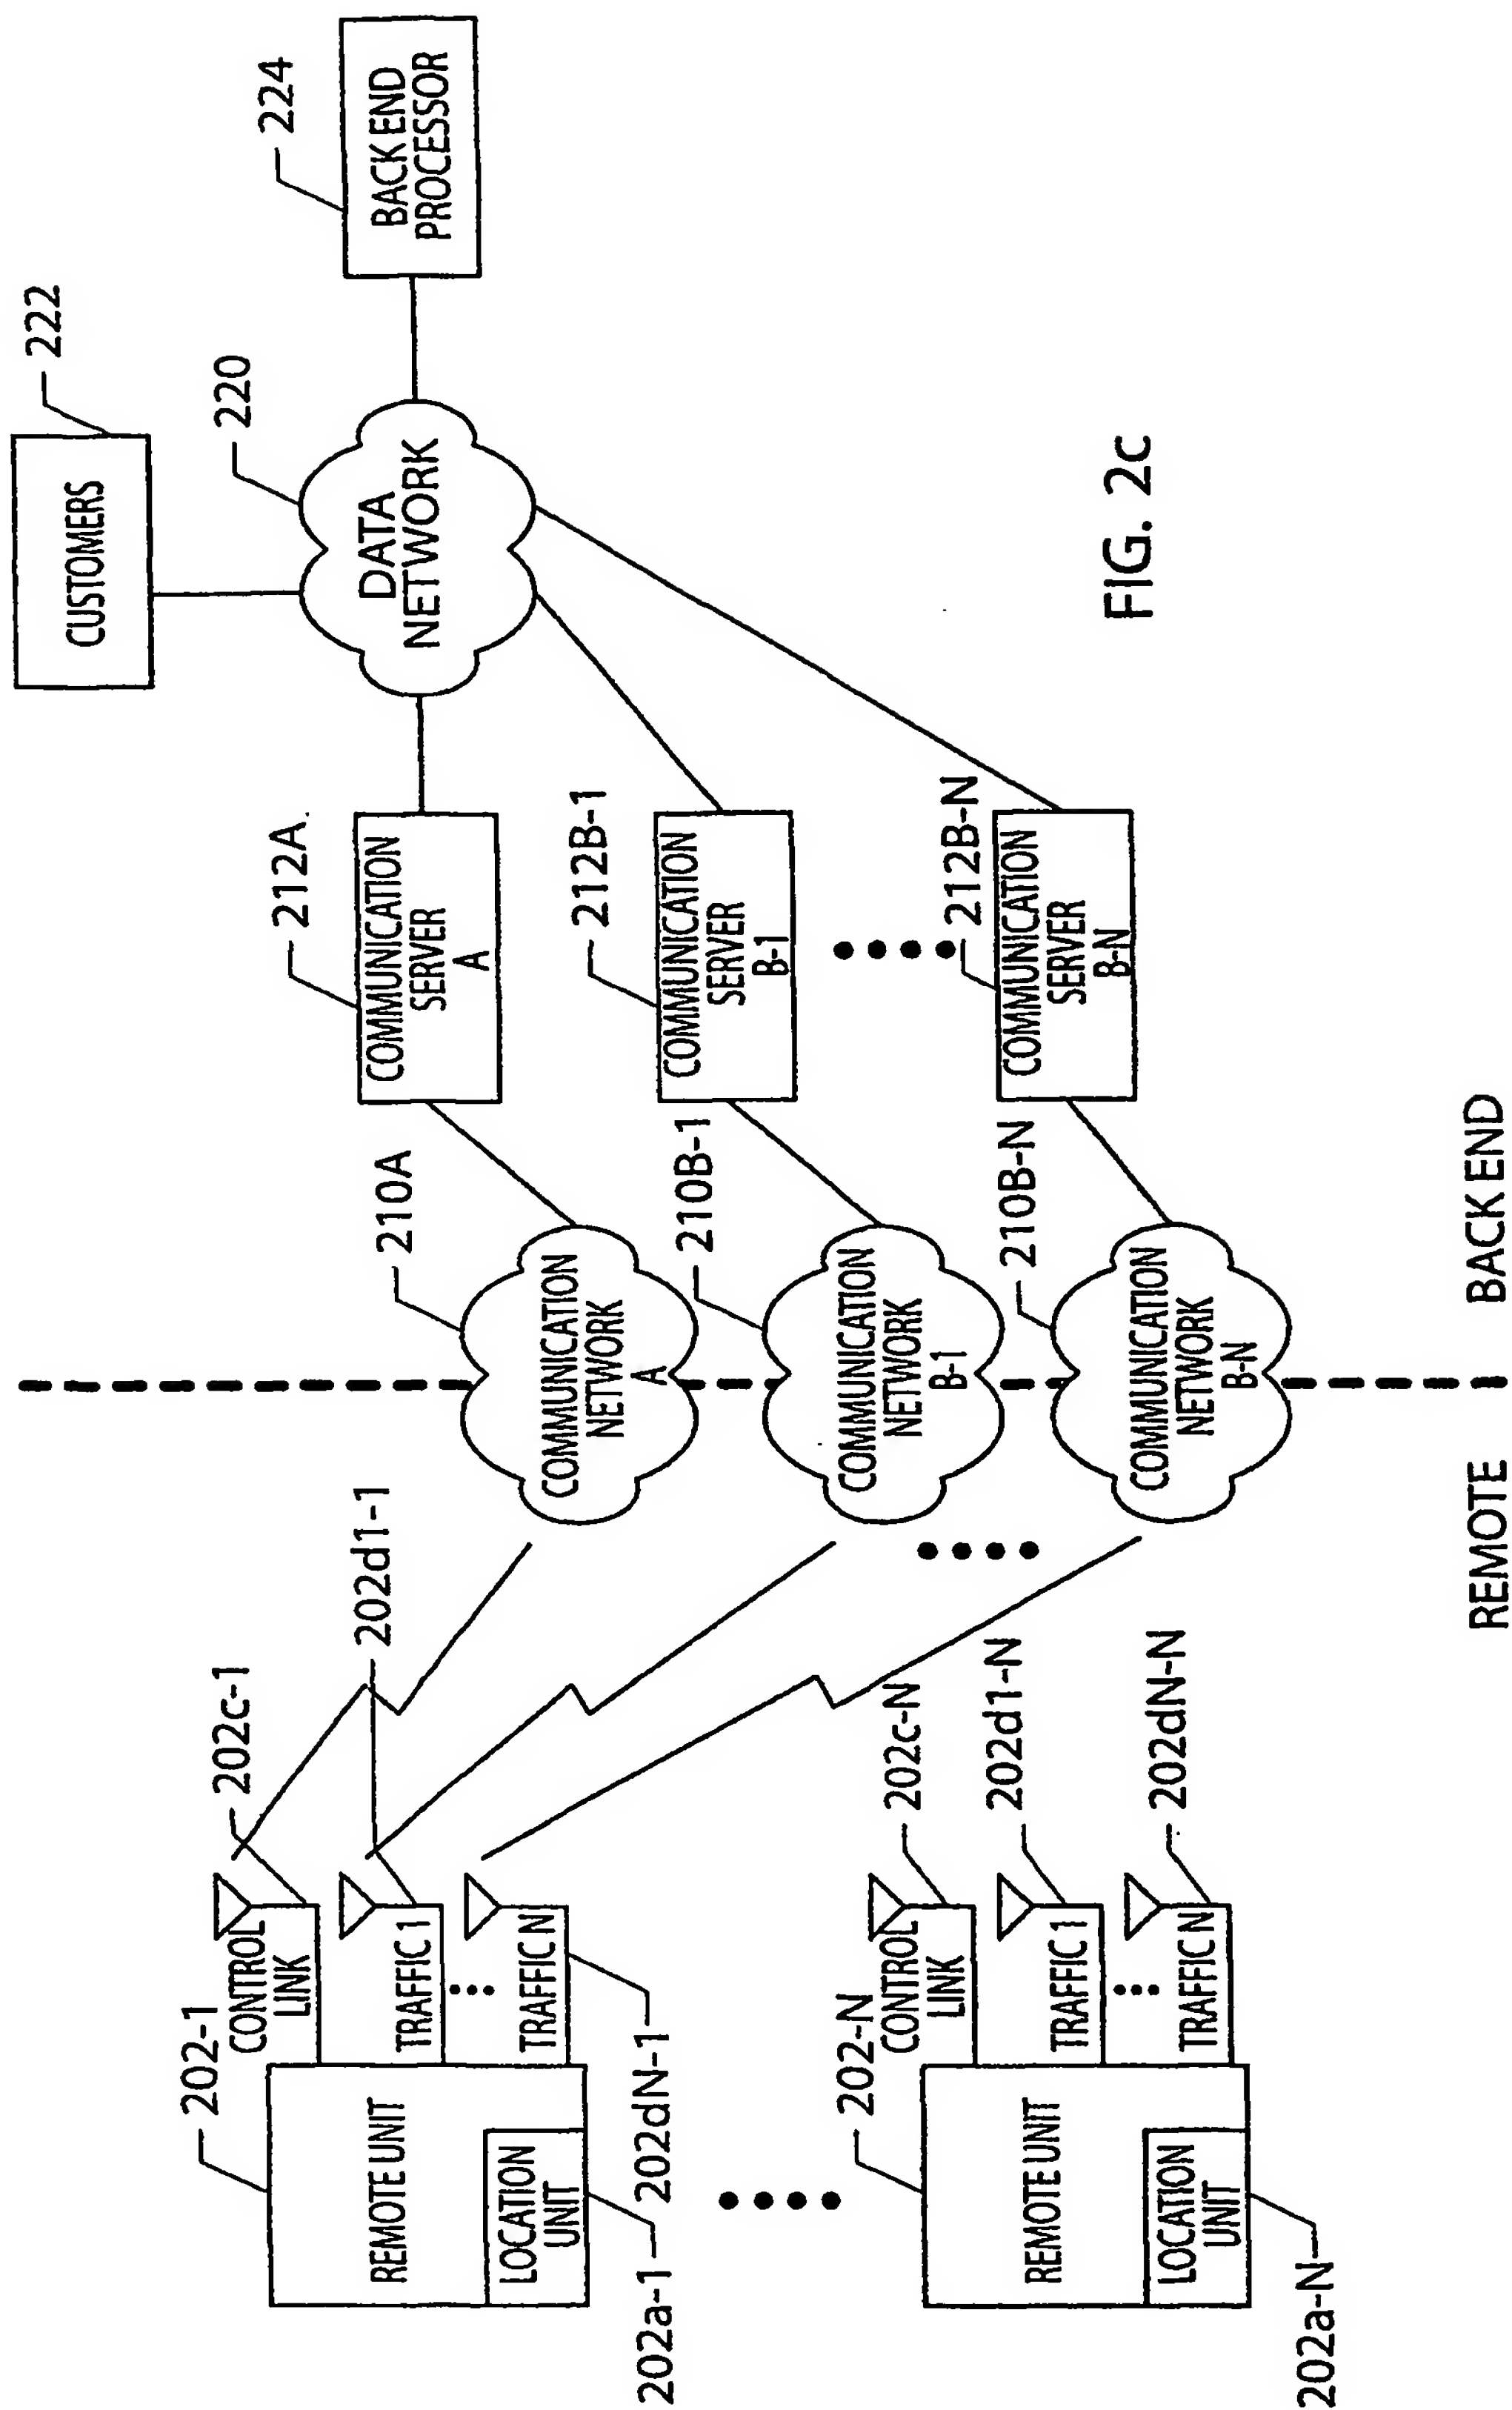 222
CUSTOMERS
220
224
DATA
NETWORK
BACK END
PROCESSOR
212A
COMMUNICATION
SERVER
A
212B-1
COMMUNICATION
SERVER
B-1
212B-N
COMMUNICATION
SERVER
B-N
210A
COMMUNICATION
NETWORK
A
210B-1
COMMUNICATION
NETWORK
B-1
210B-N
COMMUNICATION
NETWORK
B-N
202-1
REMOTE UNIT
LOCATION
UNIT
202a-1
CONTROL
LINK
202c-1
TRAFFIC 1
202d1-1
TRAFFIC N
202dN-1
202-N
REMOTE UNIT
LOCATION
UNIT
202a-N
CONTROL
LINK
202c-N
TRAFFIC 1
202d1-N
TRAFFIC N
202dN-N
REMOTE
BACK END
FIG. 2c